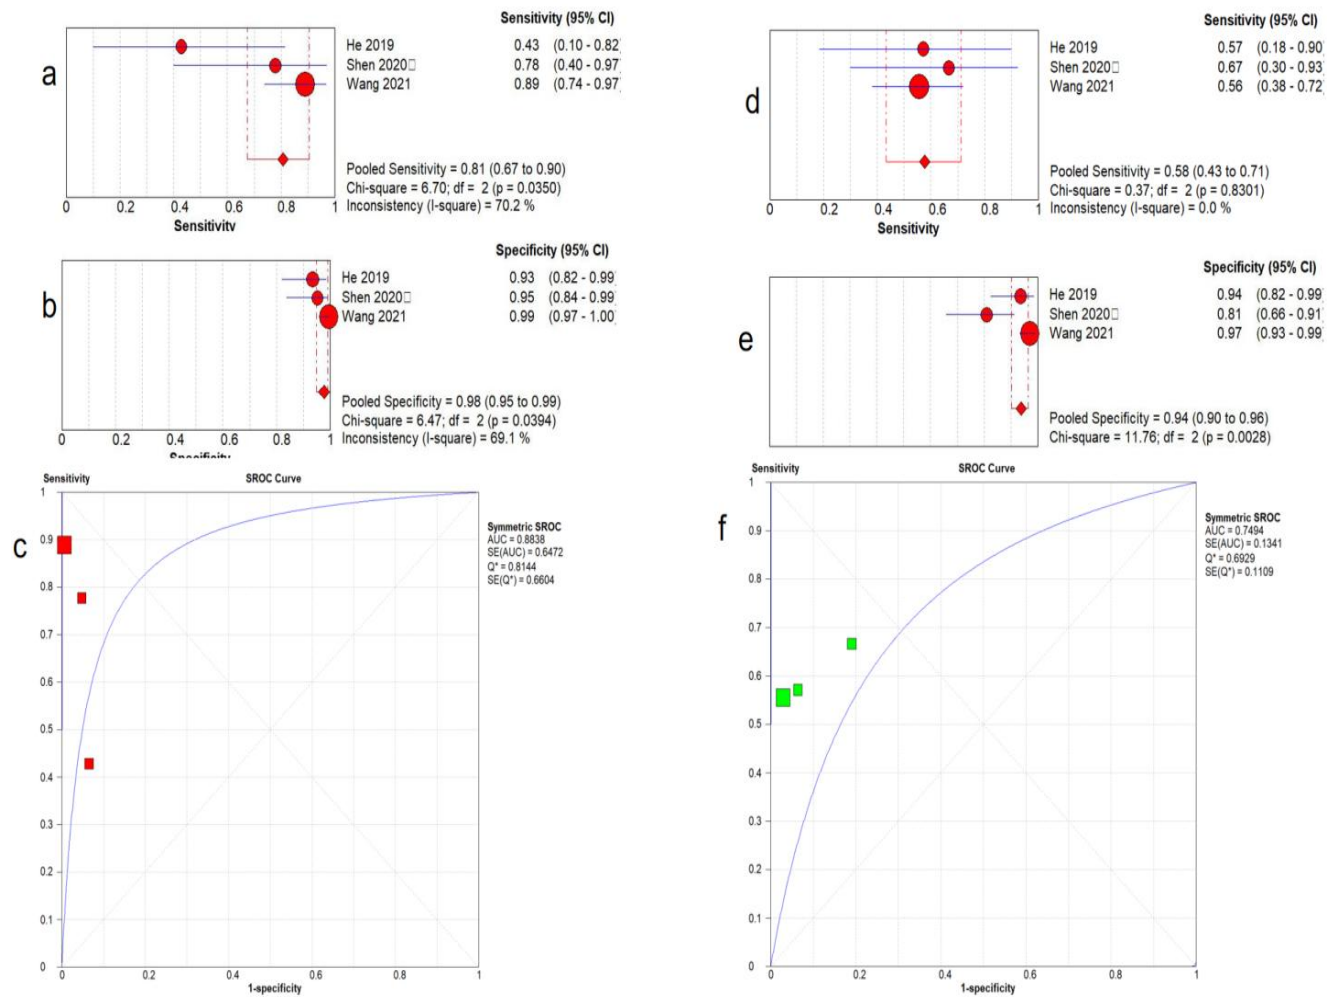 a
Sensitivity (95% CI)
He 2019 0.43 (0.10 - 0.82)
Shen 2020□ 0.78 (0.40 - 0.97)
Wang 2021 0.89 (0.74 - 0.97)
Pooled Sensitivity = 0.81 (0.67 to 0.90)
Chi-square = 6.70; df = 2 (p = 0.0350)
Inconsistency (I-square) = 70.2 %
0 0.2 0.4 0.6 0.8 1
Sensitivity
b
Specificity (95% CI)
He 2019 0.93 (0.82 - 0.99)
Shen 2020□ 0.95 (0.84 - 0.99)
Wang 2021 0.99 (0.97 - 1.00)
Pooled Specificity = 0.98 (0.95 to 0.99)
Chi-square = 6.47; df = 2 (p = 0.0394)
Inconsistency (I-square) = 69.1 %
0 0.2 0.4 0.6 0.8 1
Specificity
c
Sensitivity
SROC Curve
1
0.9
0.8
0.7
0.6
0.5
0.4
0.3
0.2
0.1
0
0 0.2 0.4 0.6 0.8 1
1-specificity
Symmetric SROC
AUC = 0.8838
SE(AUC) = 0.6472
Q* = 0.8144
SE(Q*) = 0.6604
d
Sensitivity (95% CI)
He 2019 0.57 (0.18 - 0.90)
Shen 2020□ 0.67 (0.30 - 0.93)
Wang 2021 0.56 (0.38 - 0.72)
Pooled Sensitivity = 0.58 (0.43 to 0.71)
Chi-square = 0.37; df = 2 (p = 0.8301)
Inconsistency (I-square) = 0.0 %
0 0.2 0.4 0.6 0.8 1
Sensitivity
e
Specificity (95% CI)
He 2019 0.94 (0.82 - 0.99)
Shen 2020□ 0.81 (0.66 - 0.91)
Wang 2021 0.97 (0.93 - 0.99)
Pooled Specificity = 0.94 (0.90 to 0.96)
Chi-square = 11.76; df = 2 (p = 0.0028)
f
Sensitivity
SROC Curve
1
0.9
0.8
0.7
0.6
0.5
0.4
0.3
0.2
0.1
0
0 0.2 0.4 0.6 0.8 1
1-specificity
Symmetric SROC
AUC = 0.7494
SE(AUC) = 0.1341
Q* = 0.6929
SE(Q*) = 0.1109